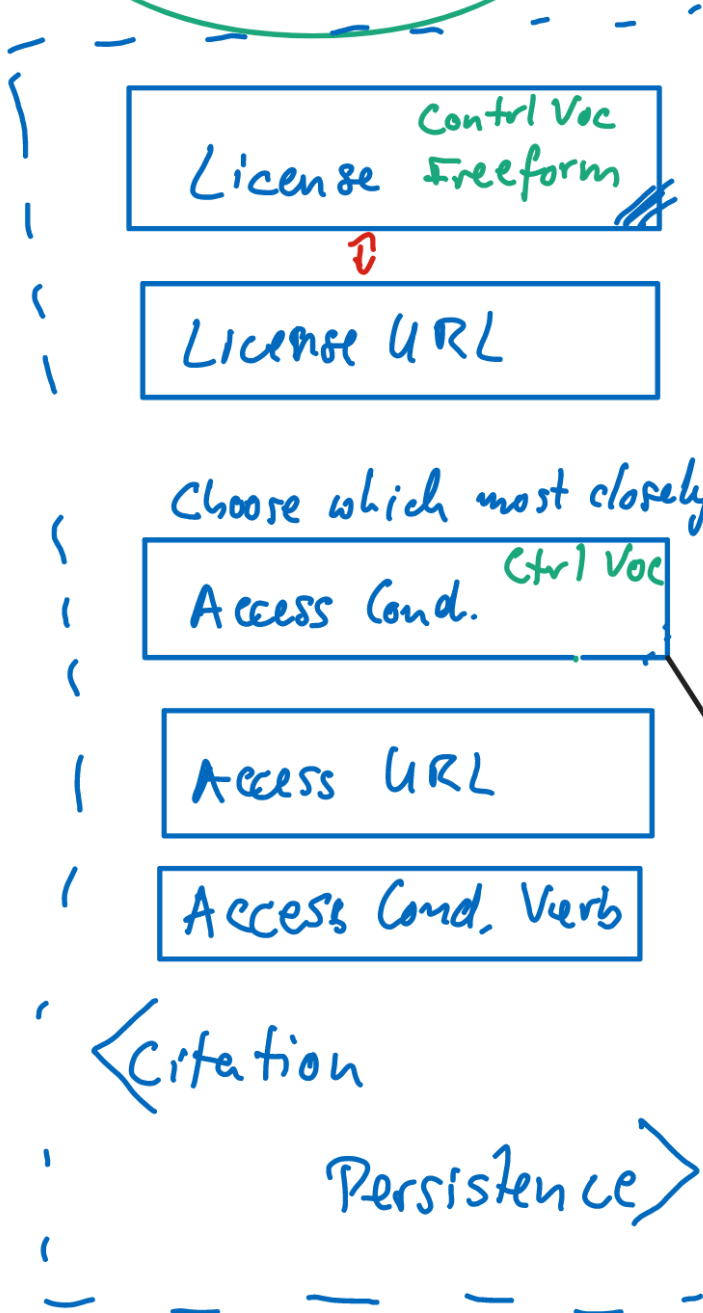 Contrl Voc
License Freeform
License URL
Choose which most closely
Ctrl Voc
Access Cond.
Access URL
Access Cond. Verb
Citation
Persistence